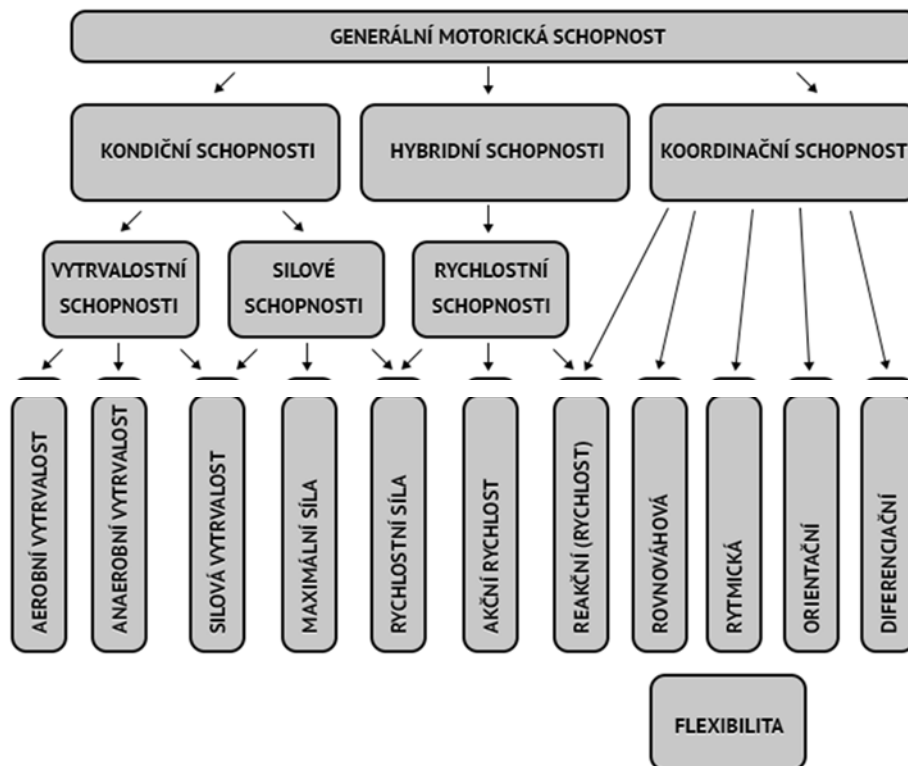 GENERÁLNÍ MOTORICKÁ SCHOPNOST
KONDIČNÍ SCHOPNOSTI
HYBRIDNÍ SCHOPNOSTI
KOORDINAČNÍ SCHOPNOST
VYTRVALOSTNÍ
SCHOPNOSTI
SILOVÉ
SCHOPNOSTI
RYCHLOSTNÍ
SCHOPNOSTI
AEROBNÍ VYTRVALOST
ANAEROBNÍ VYTRVALOST
SILOVÁ VYTRVALOST
MAXIMÁLNÍ SÍLA
RYCHLOSTNÍ SÍLA
AKČNÍ RYCHLOST
REAKČNÍ (RYCHLOST)
ROVNOVÁHOVÁ
RYTMICKÁ
ORIENTAČNÍ
DIFERENCIAČNÍ
FLEXIBILITA